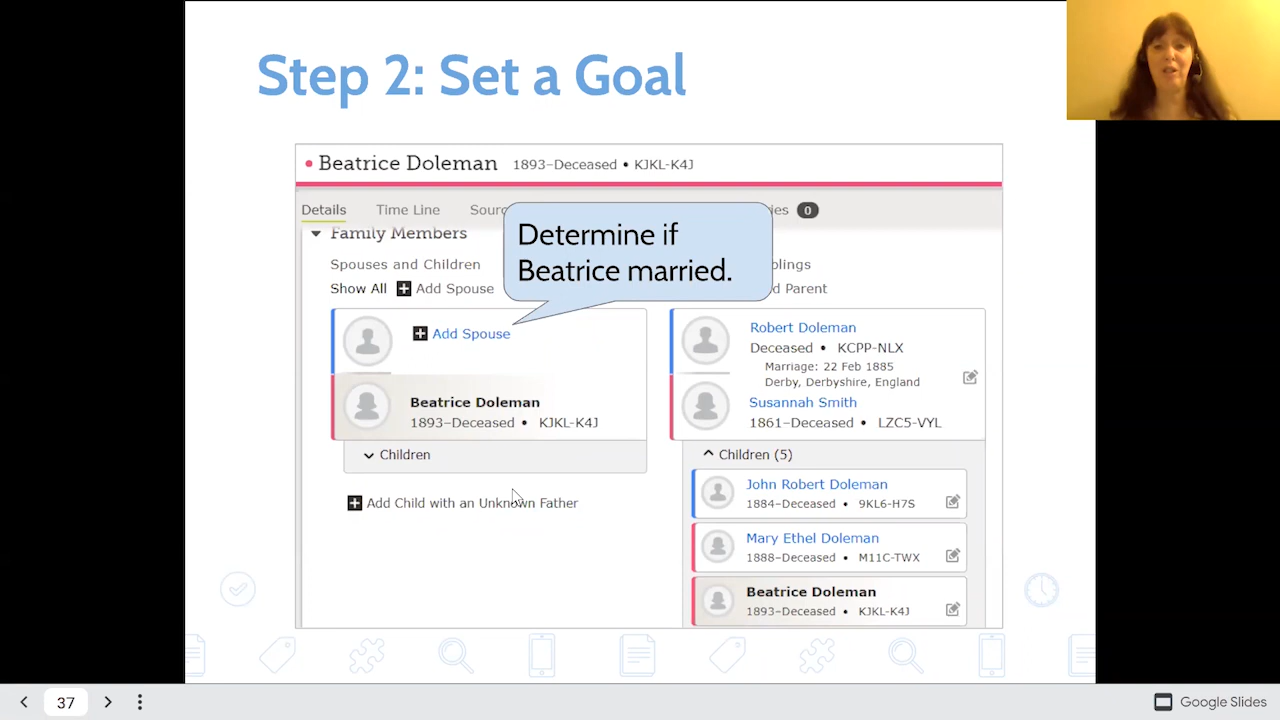 Step 2: Set a Goal
Beatrice Doleman 1893–Deceased • KJKL-K4J
Details Time Line 0
Family Members
Determine if
Beatrice married.
Spouses and Children
Show All Add Spouse
Parent
Add Spouse
Beatrice Doleman
1893–Deceased • KJKL-K4J
Children
Add Child with an Unknown Father
Robert Doleman
Deceased • KCPP-NLX
Marriage: 22 Feb 1885
Derby, Derbyshire, England
Susannah Smith
1861–Deceased • LZC5-VYL
Children (5)
John Robert Doleman
1884–Deceased • 9KL6-H7S
Mary Ethel Doleman
1888–Deceased • M11C-TWX
Beatrice Doleman
1893–Deceased • KJKL-K4J
37
Google Slides